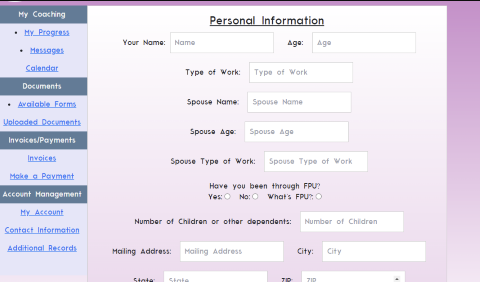 My Coaching
My Progress
Messages
Calendar
Documents
Available Forms
Uploaded Documents
Invoices/Payments
Invoices
Make a Payment
Account Management
My Account
Contact Information
Additional Records
Personal Information
Your Name: Name Age: Age
Type of Work: Type of Work
Spouse Name: Spouse Name
Spouse Age: Spouse Age
Spouse Type of Work: Spouse Type of Work
Have you been through FPU?
Yes: No: What's FPU?:
Number of Children or other dependents: Number of Children
Mailing Address: Mailing Address City: City
State: State ZIP: ZIP